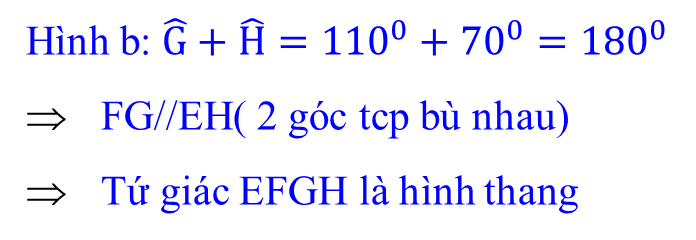 Hình b: Ĝ + Ĥ = 110⁰ + 70⁰ = 180⁰
⇒ FG//EH( 2 góc tcp bù nhau)
⇒ Tứ giác EFGH là hình thang